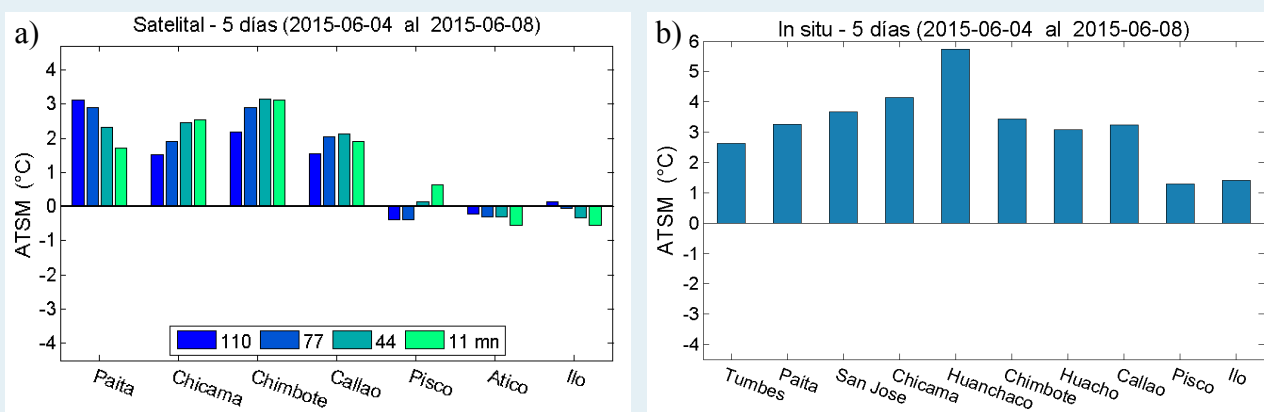 a)
Satelital - 5 días (2015-06-04 al 2015-06-08)
ATSM (°C)
4
3
2
1
0
-1
-2
-3
-4
110 77 44 11 mn
Paita Chicama Chimbote Callao Pisco Atico Ilo
b)
In situ - 5 días (2015-06-04 al 2015-06-08)
ATSM (°C)
6
5
4
3
2
1
0
-1
-2
-3
-4
Tumbes Paita San Jose Chicama Huanchaco Chimbote Huacho Callao Pisco Ilo